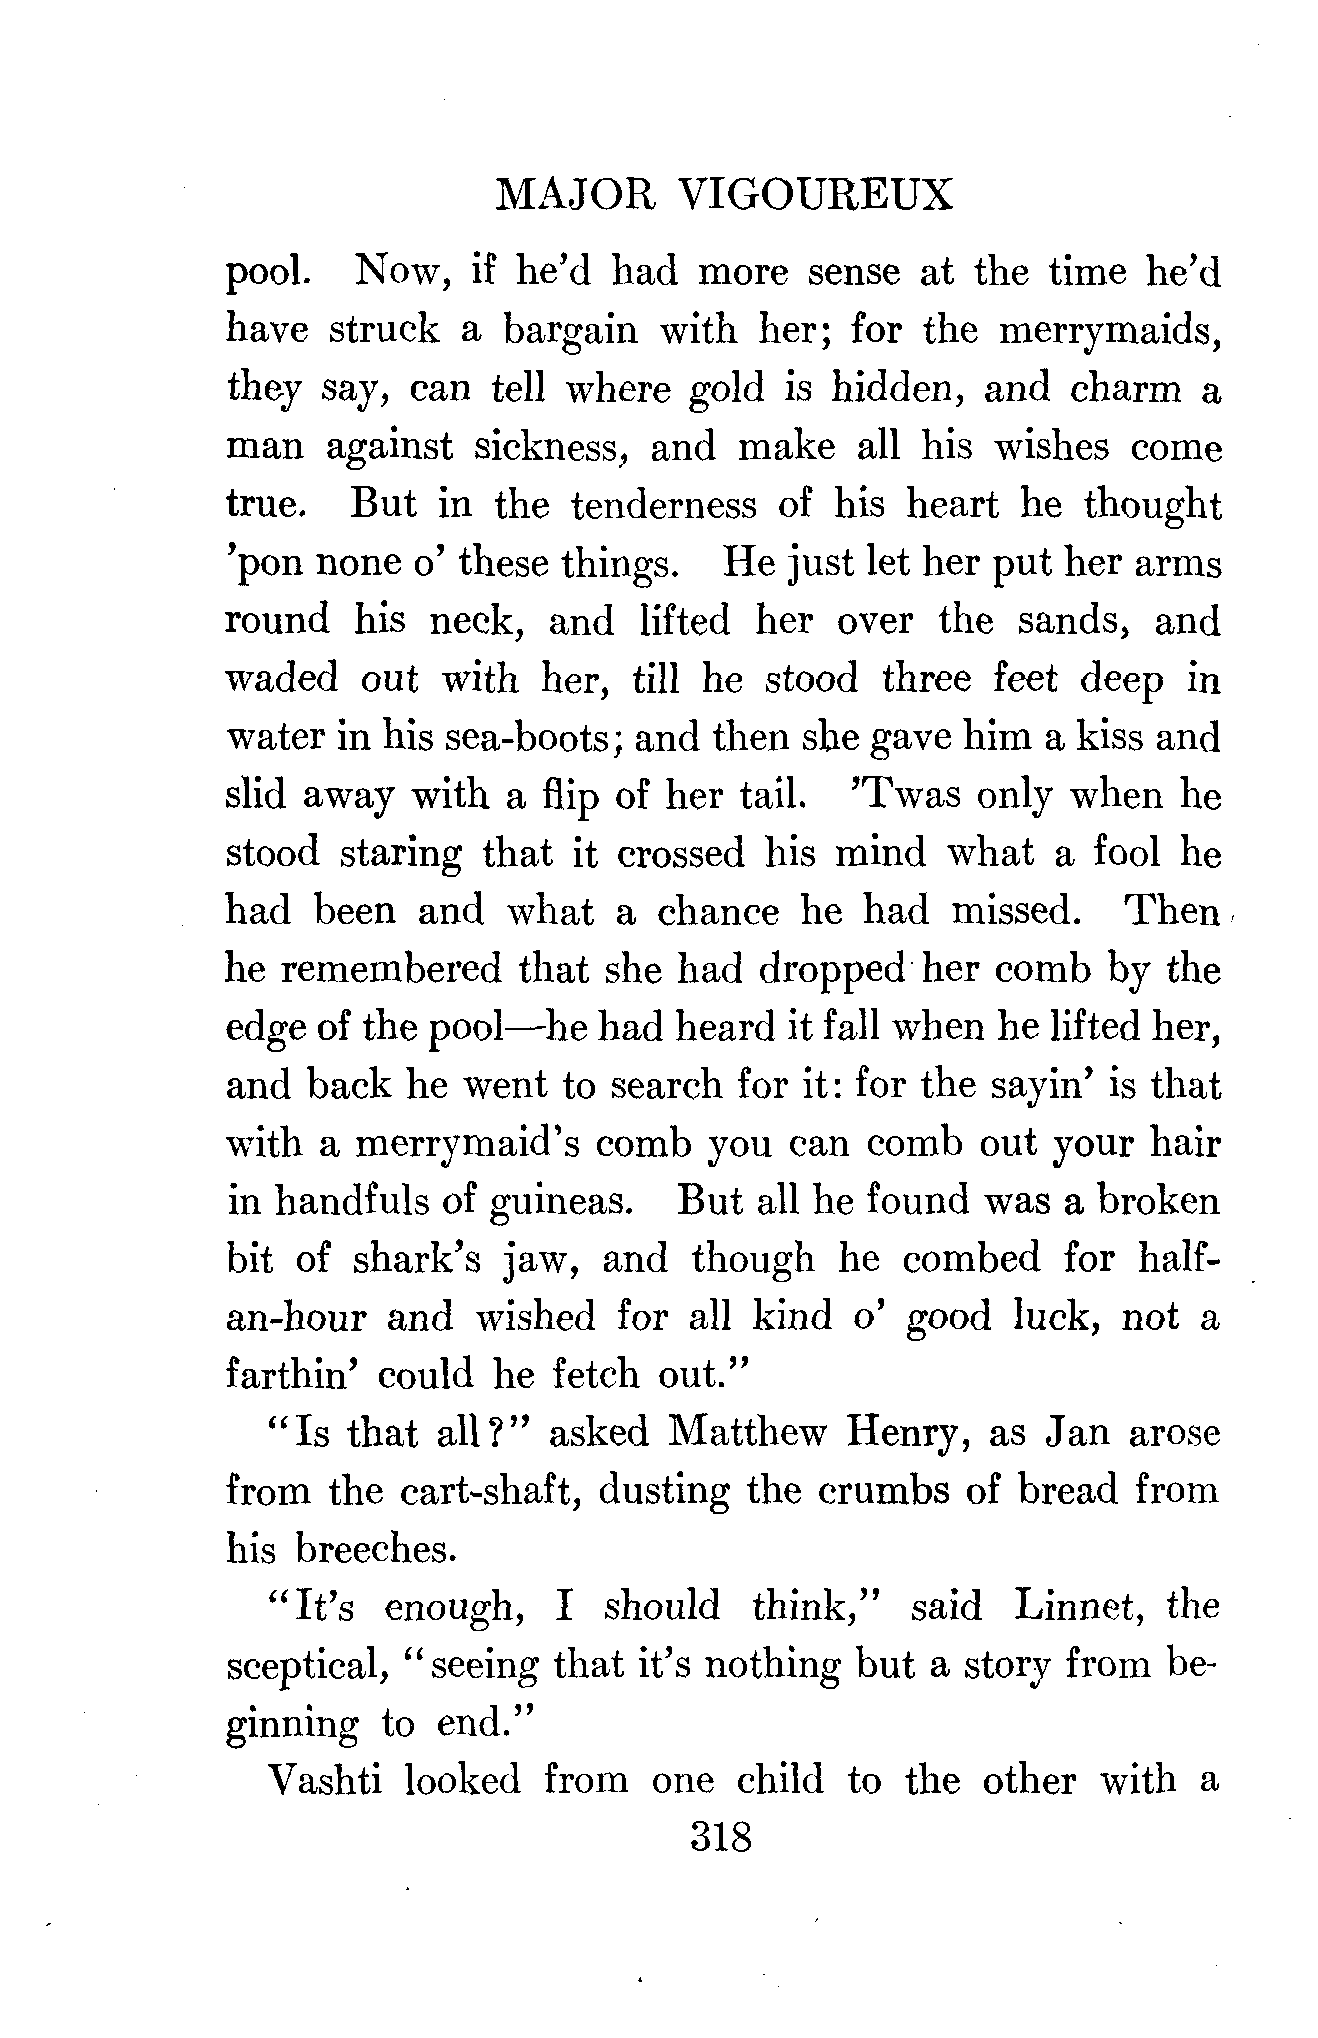 MAJOR VIGOUREUX
pool. Now, if he'd had more sense at the time he'd
have struck a bargain with her; for the merrymaids,
they say, can tell where gold is hidden, and charm a
man against sickness, and make all his wishes come
true. But in the tenderness of his heart he thought
'pon none o' these things. He just let her put her arms
round his neck, and lifted her over the sands, and
waded out with her, till he stood three feet deep in
water in his sea-boots; and then she gave him a kiss and
slid away with a flip of her tail. 'Twas only when he
stood staring that it crossed his mind what a fool he
had been and what a chance he had missed. Then
he remembered that she had dropped her comb by the
edge of the pool—he had heard it fall when he lifted her,
and back he went to search for it: for the sayin' is that
with a merrymaid's comb you can comb out your hair
in handfuls of guineas. But all he found was a broken
bit of shark's jaw, and though he combed for half-
an-hour and wished for all kind o' good luck, not a
farthin' could he fetch out."
"Is that all?" asked Matthew Henry, as Jan arose
from the cart-shaft, dusting the crumbs of bread from
his breeches.
"It's enough, I should think," said Linnet, the
sceptical, "seeing that it's nothing but a story from be-
ginning to end."
Vashti looked from one child to the other with a
318